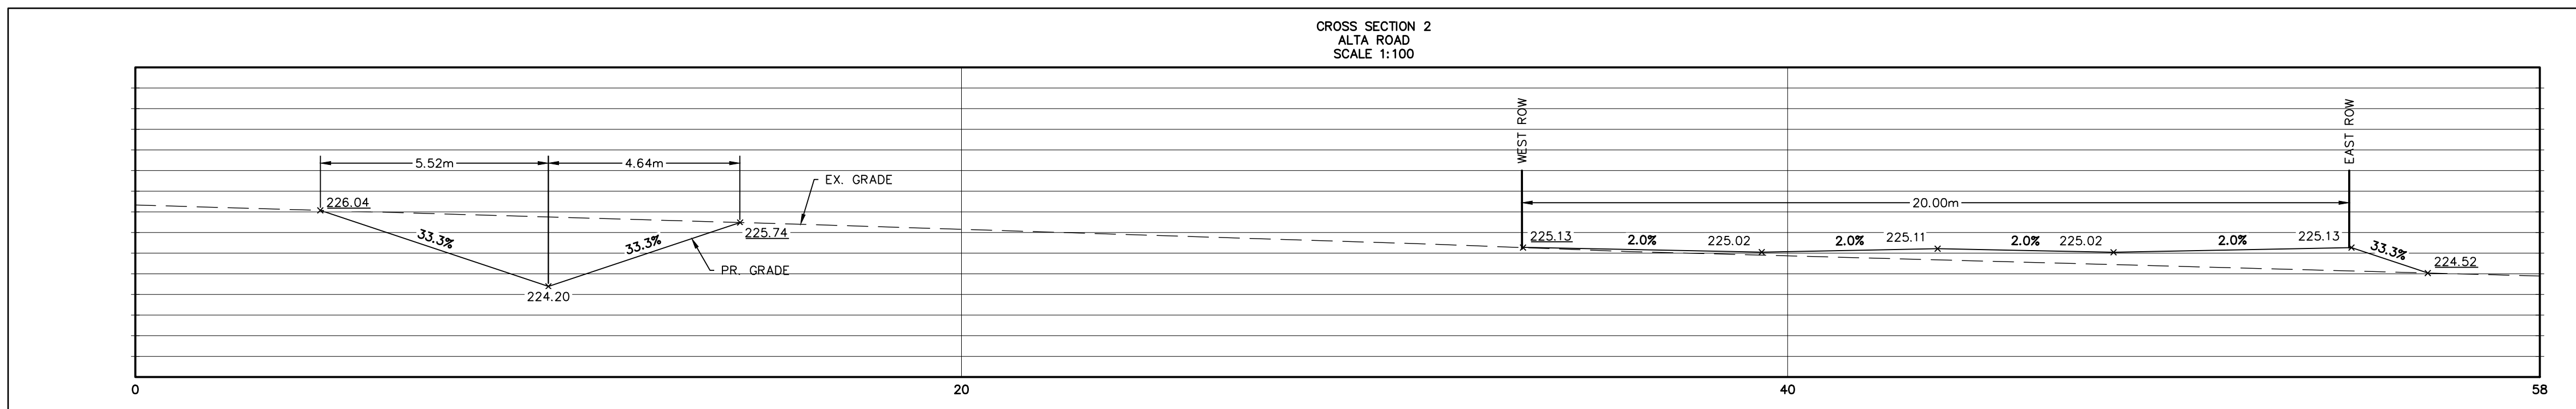 CROSS SECTION 2
ALTA ROAD
SCALE 1:100
WEST ROW
EAST ROW
5.52m
4.64m
EX. GRADE
226.04
20.00m
33.3%
33.3%
225.74
225.13
2.0%
225.02
2.0%
225.11
2.0%
225.02
2.0%
225.13
33.3%
224.52
PR. GRADE
224.20
0
20
40
58